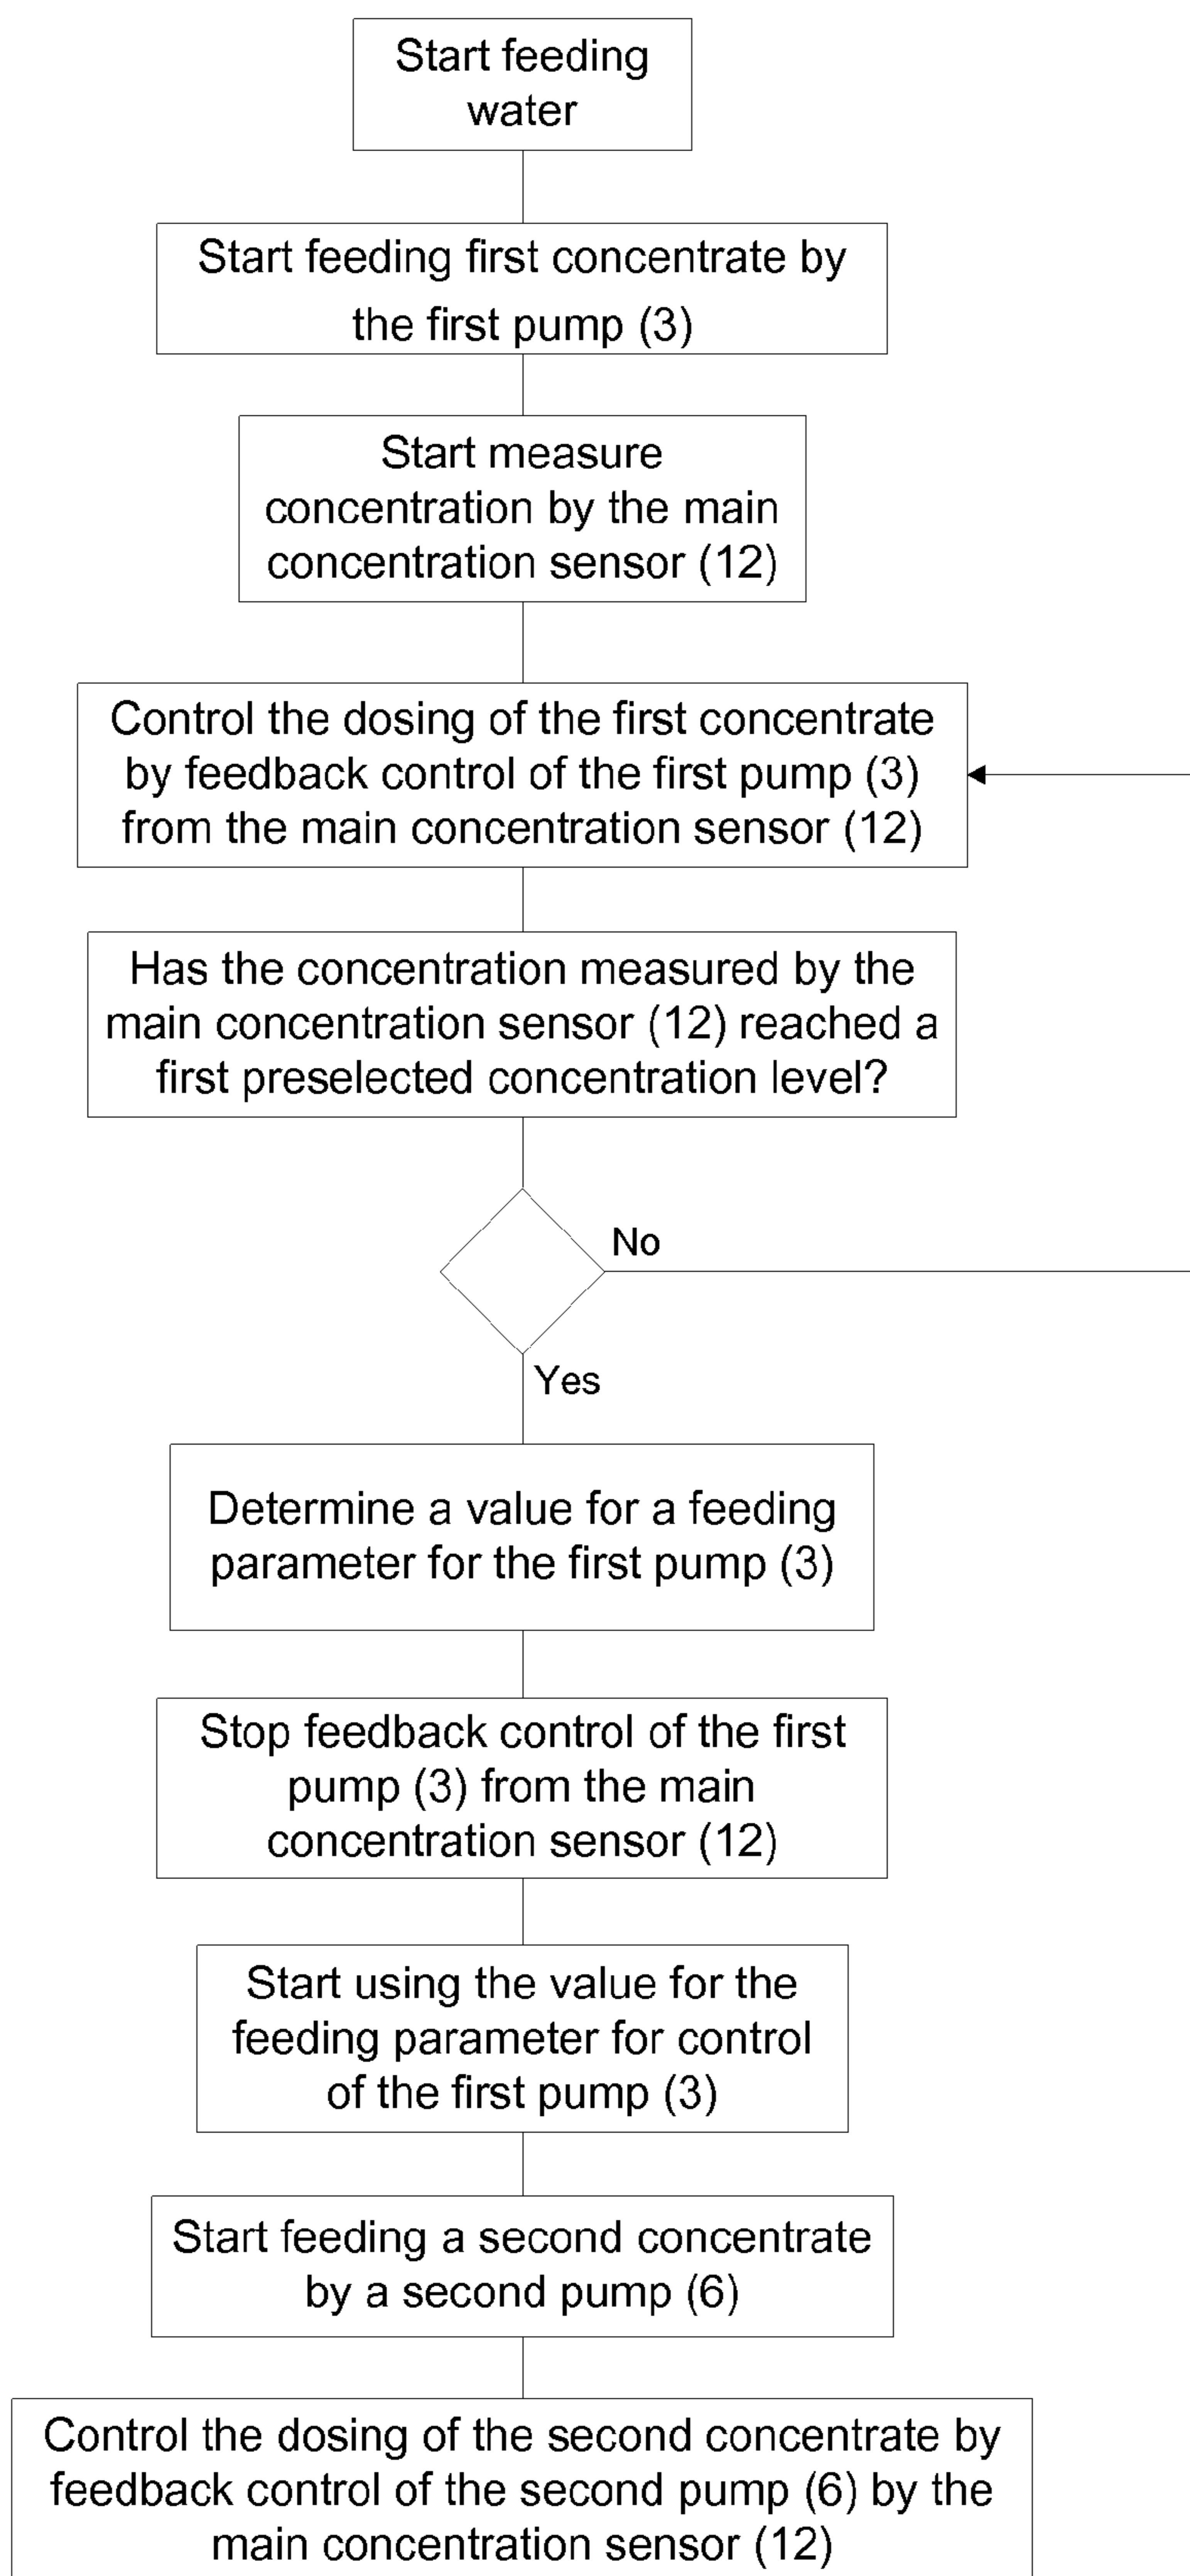 Start feeding
water
Start feeding first concentrate by
the first pump (3)
Start measure
concentration by the main
concentration sensor (12)
Control the dosing of the first concentrate
by feedback control of the first pump (3)
from the main concentration sensor (12)
Has the concentration measured by the
main concentration sensor (12) reached a
first preselected concentration level?
No
Yes
Determine a value for a feeding
parameter for the first pump (3)
Stop feedback control of the first
pump (3) from the main
concentration sensor (12)
Start using the value for the
feeding parameter for control
of the first pump (3)
Start feeding a second concentrate
by a second pump (6)
Control the dosing of the second concentrate by
feedback control of the second pump (6) by the
main concentration sensor (12)